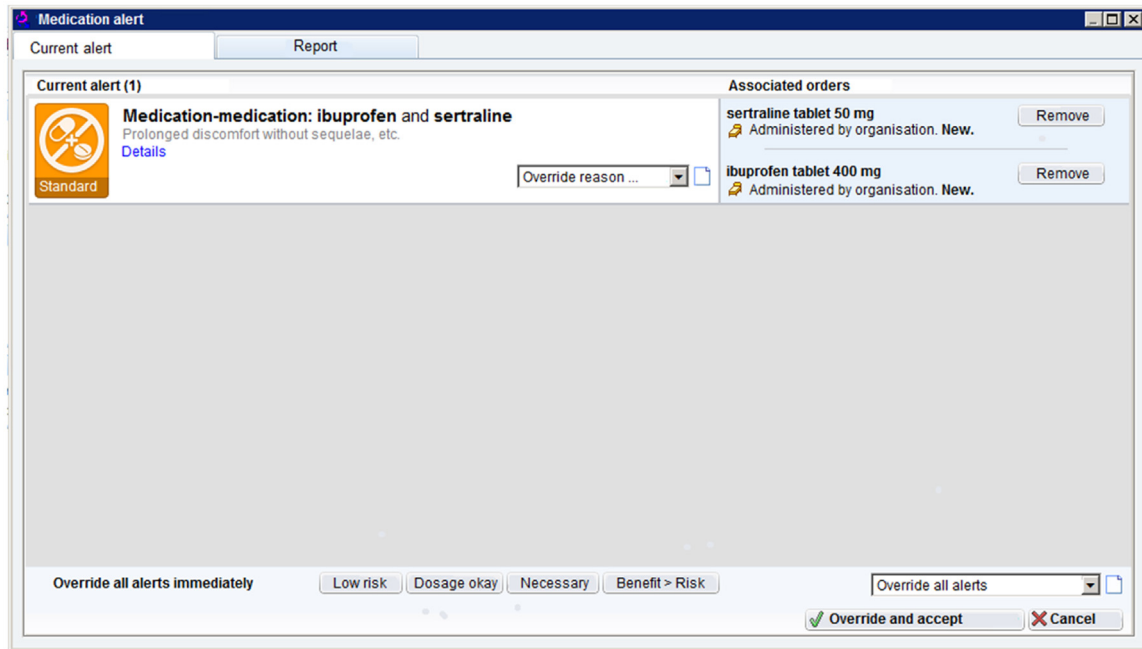 Medication alert
Current alert
Report
Current alert (1)
Associated orders
Medication-medication: ibuprofen and sertraline
Prolonged discomfort without sequelae, etc.
Details
Standard
Override reason ...
sertraline tablet 50 mg
Administered by organisation. New.
Remove
ibuprofen tablet 400 mg
Administered by organisation. New.
Remove
Override all alerts immediately
Low risk
Dosage okay
Necessary
Benefit > Risk
Override all alerts
Override and accept
Cancel